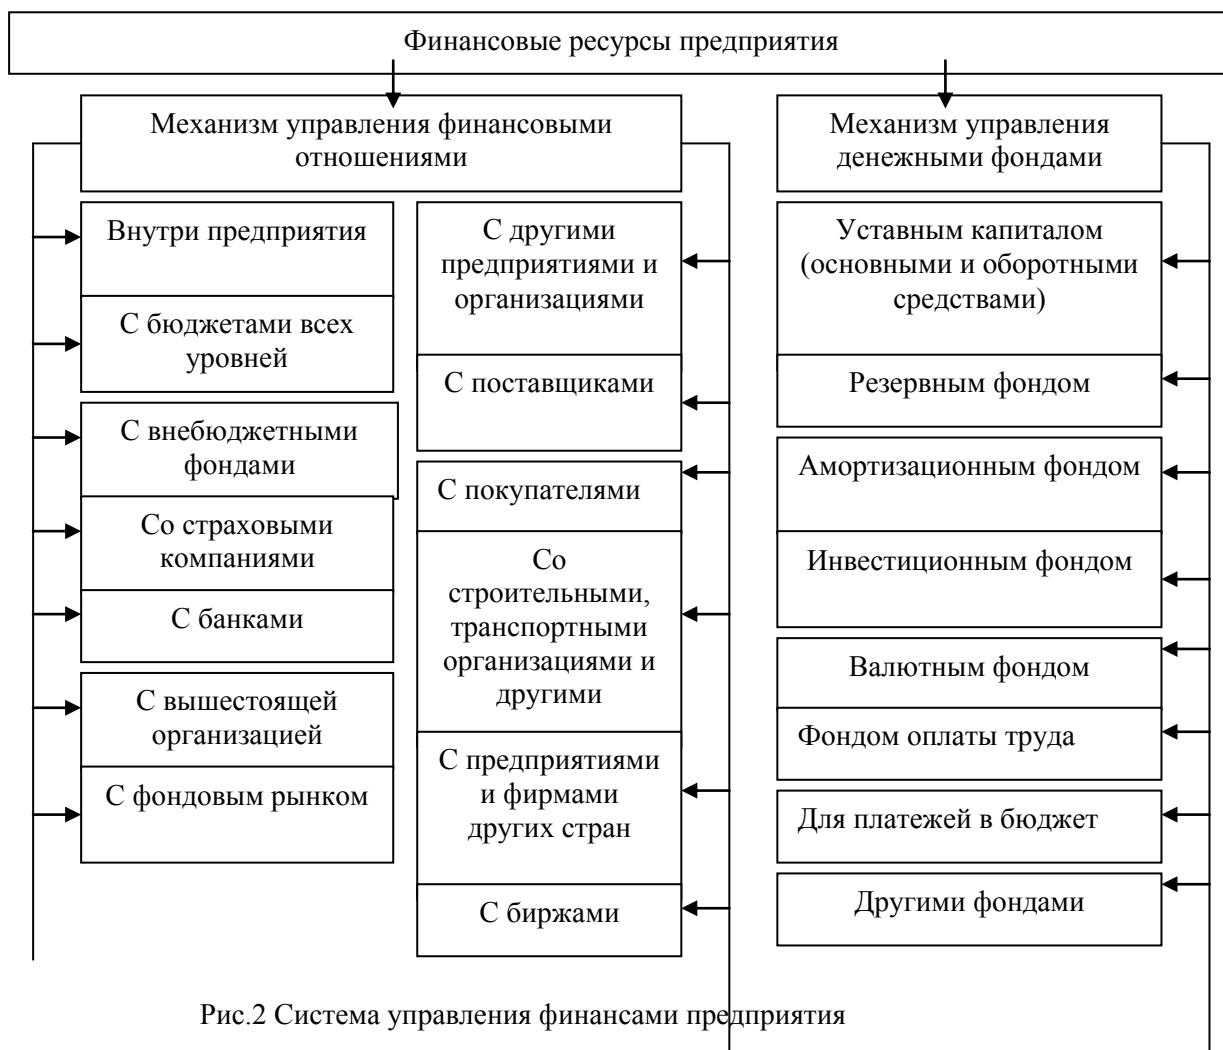 Финансовые ресурсы предприятия
Механизм управления финансовыми
отношениями
Механизм управления
денежными фондами
Внутри предприятия
С бюджетами всех
уровней
С внебюджетными
фондами
Со страховыми
компаниями
С банками
С вышестоящей
организацией
С фондовым рынком
С другими
предприятиями и
организациями
С поставщиками
С покупателями
Со
строительными,
транспортными
организациями и
другими
С предприятиями
и фирмами
других стран
С биржами
Уставным капиталом
(основными и оборотными
средствами)
Резервным фондом
Амортизационным фондом
Инвестиционным фондом
Валютным фондом
Фондом оплаты труда
Для платежей в бюджет
Другими фондами
Рис.2 Система управления финансами предприятия